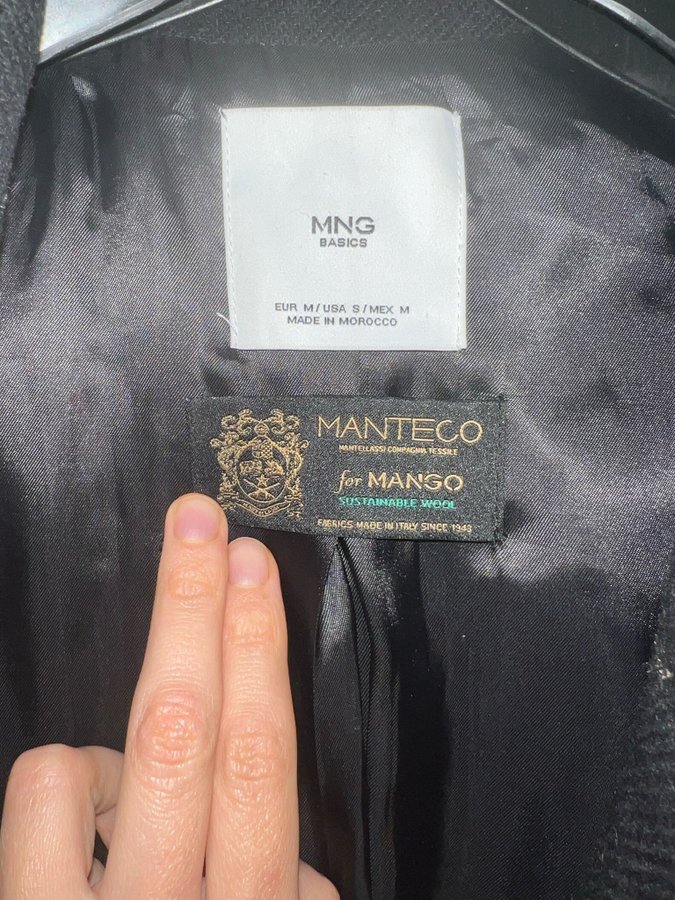 MNG
BASICS
EUR M / USA S / MEX M
MADE IN MOROCCO
MANTECO
MANTELLASSI COMPAGNIA TESSILE
for MANGO
SUSTAINABLE WOOL
FABRICS MADE IN ITALY SINCE 1943